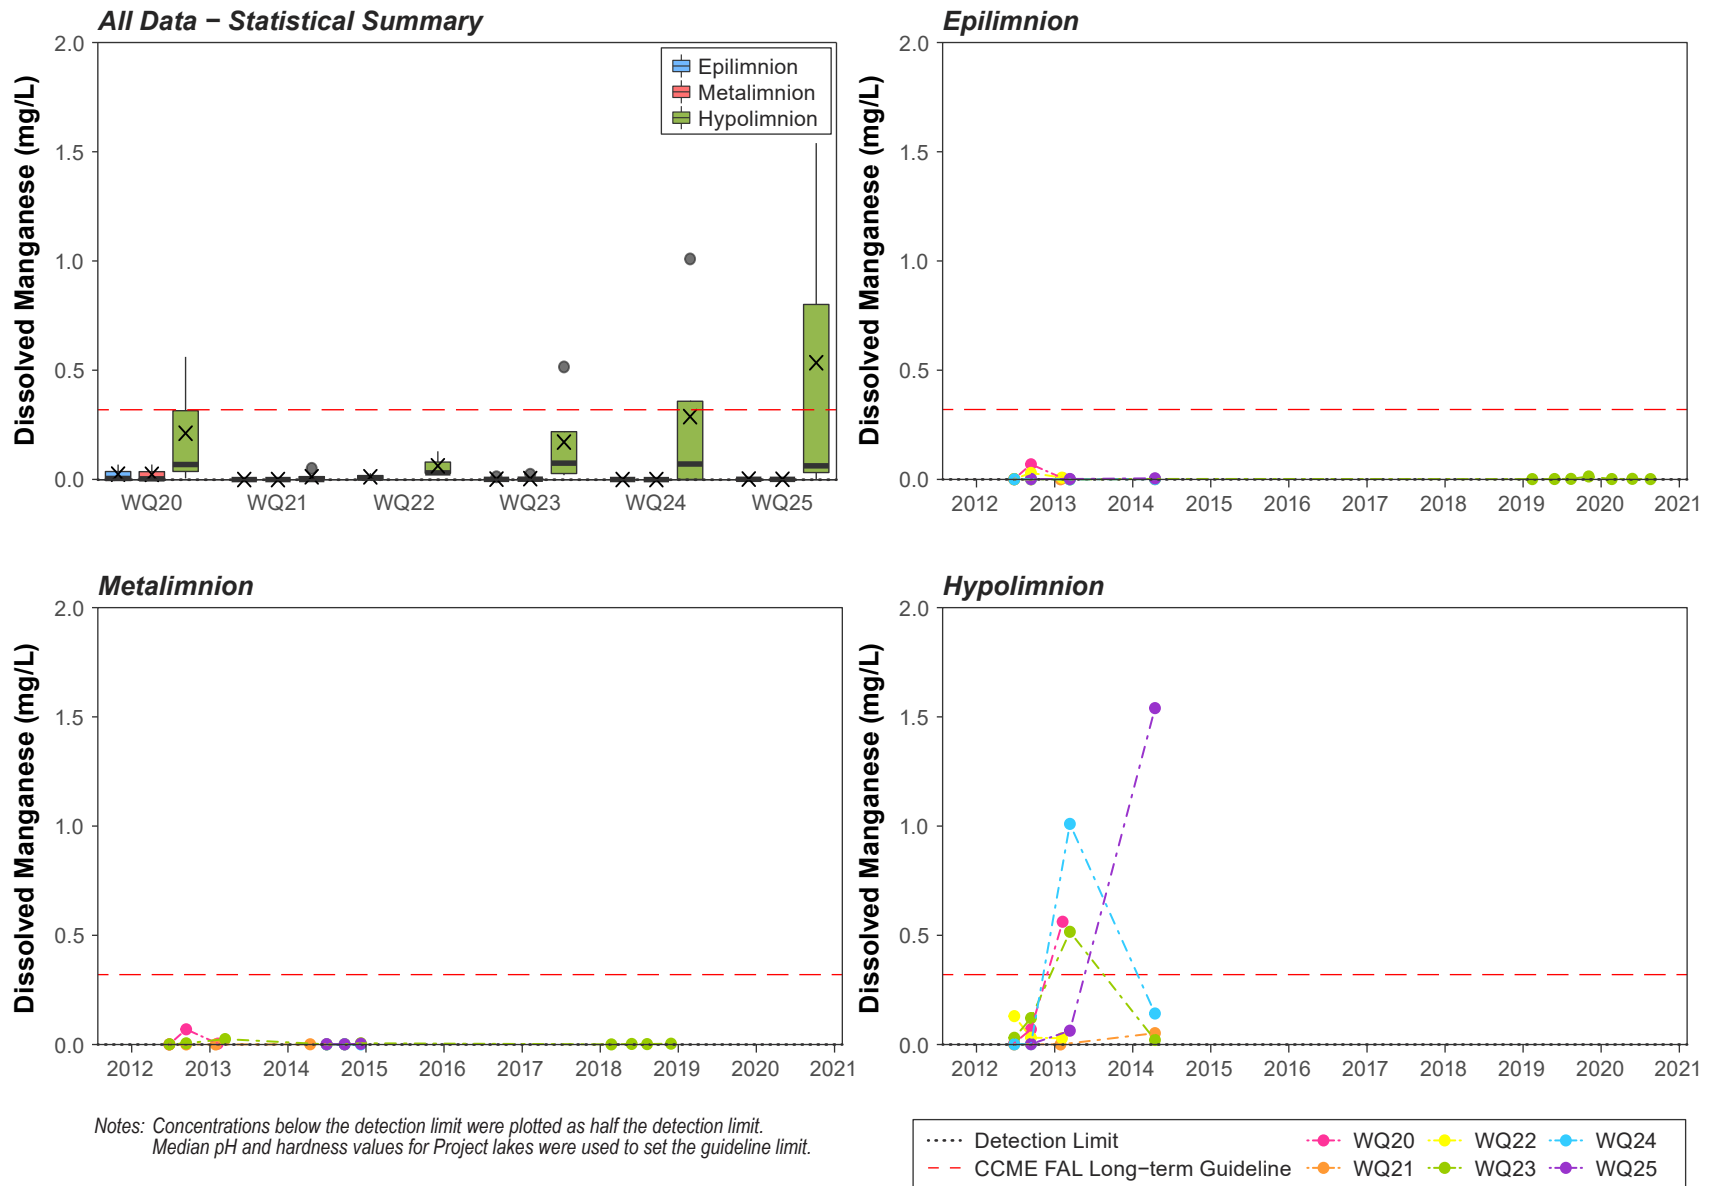 All Data − Statistical Summary
Dissolved Manganese (mg/L)
2.0
1.5
1.0
0.5
0.0
Epilimnion
Metalimnion
Hypolimnion
WQ20 WQ21 WQ22 WQ23 WQ24 WQ25
Epilimnion
Dissolved Manganese (mg/L)
2.0
1.5
1.0
0.5
0.0
2012 2013 2014 2015 2016 2017 2018 2019 2020 2021
Metalimnion
Dissolved Manganese (mg/L)
2.0
1.5
1.0
0.5
0.0
2012 2013 2014 2015 2016 2017 2018 2019 2020 2021
Hypolimnion
Dissolved Manganese (mg/L)
2.0
1.5
1.0
0.5
0.0
2012 2013 2014 2015 2016 2017 2018 2019 2020 2021
Notes: Concentrations below the detection limit were plotted as half the detection limit.
Median pH and hardness values for Project lakes were used to set the guideline limit.
Detection Limit WQ20 WQ22 WQ24
CCME FAL Long−term Guideline WQ21 WQ23 WQ25